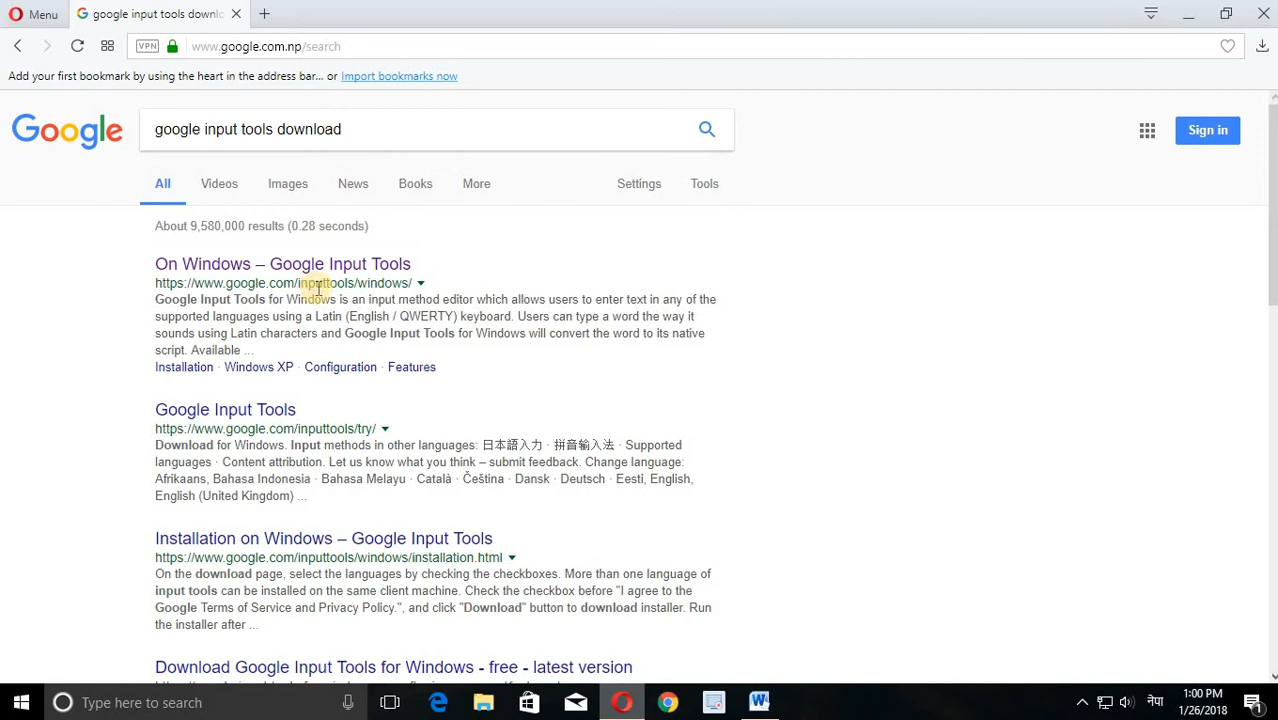 Menu
google input tools downl
VPN
www.google.com.np/search
Add your first bookmark by using the heart in the address bar... or Import bookmarks now
Google
google input tools download
Sign in
All Videos Images News Books More Settings Tools
About 9,580,000 results (0.28 seconds)
On Windows – Google Input Tools
https://www.google.com/inputtools/windows/
Google Input Tools for Windows is an input method editor which allows users to enter text in any of the
supported languages using a Latin (English / QWERTY) keyboard. Users can type a word the way it
sounds using Latin characters and Google Input Tools for Windows will convert the word to its native
script. Available ...
Installation · Windows XP · Configuration · Features
Google Input Tools
https://www.google.com/inputtools/try/
Download for Windows. Input methods in other languages: 日本語入力 · 拼音输入法 · Supported
languages · Content attribution. Let us know what you think – submit feedback. Change language:
Afrikaans, Bahasa Indonesia · Bahasa Melayu · Català · Čeština · Dansk · Deutsch · Eesti, English,
English (United Kingdom) ...
Installation on Windows – Google Input Tools
https://www.google.com/inputtools/windows/installation.html
On the download page, select the languages by checking the checkboxes. More than one language of
input tools can be installed on the same client machine. Check the checkbox before "I agree to the
Google Terms of Service and Privacy Policy.", and click "Download" button to download installer. Run
the installer after ...
Download Google Input Tools for Windows - free - latest version
Type here to search
नेपा
1:00 PM
1/26/2018
1